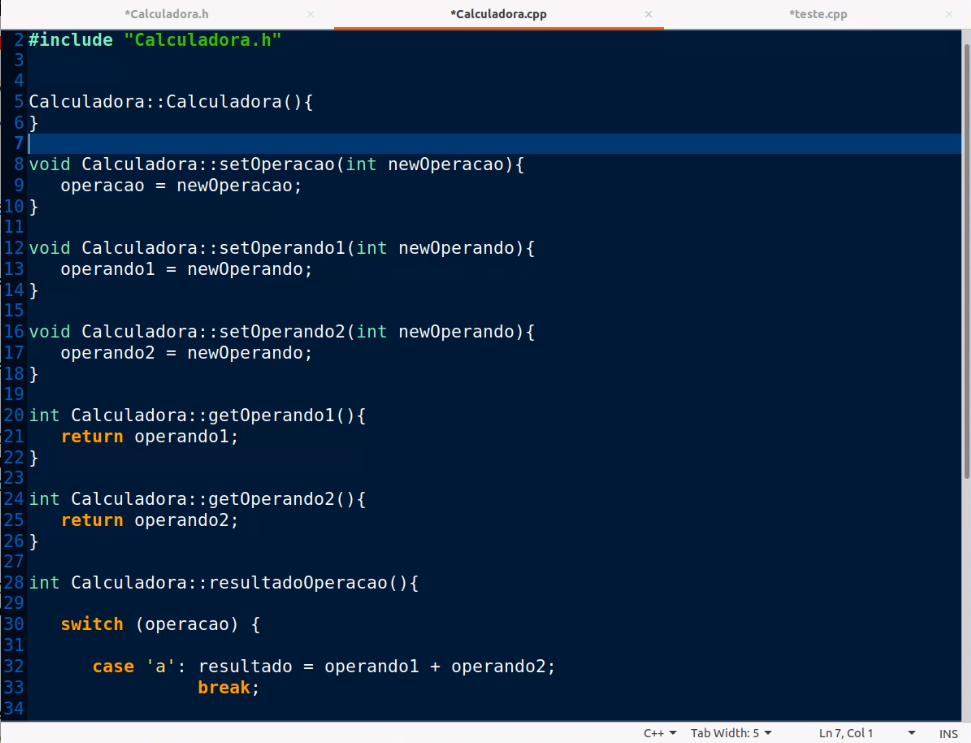 *Calculadora.h × *Calculadora.cpp × *teste.cpp ×
2 #include "Calculadora.h"
3
4
5 Calculadora::Calculadora(){
6 }
7
8 void Calculadora::setOperacao(int newOperacao){
9 operacao = newOperacao;
10 }
11
12 void Calculadora::setOperando1(int newOperando){
13 operando1 = newOperando;
14 }
15
16 void Calculadora::setOperando2(int newOperando){
17 operando2 = newOperando;
18 }
19
20 int Calculadora::getOperando1(){
21 return operando1;
22 }
23
24 int Calculadora::getOperando2(){
25 return operando2;
26 }
27
28 int Calculadora::resultadoOperacao(){
29
30 switch (operacao) {
31
32 case 'a': resultado = operando1 + operando2;
33 break;
34
C++ Tab Width: 5 Ln 7, Col 1 INS